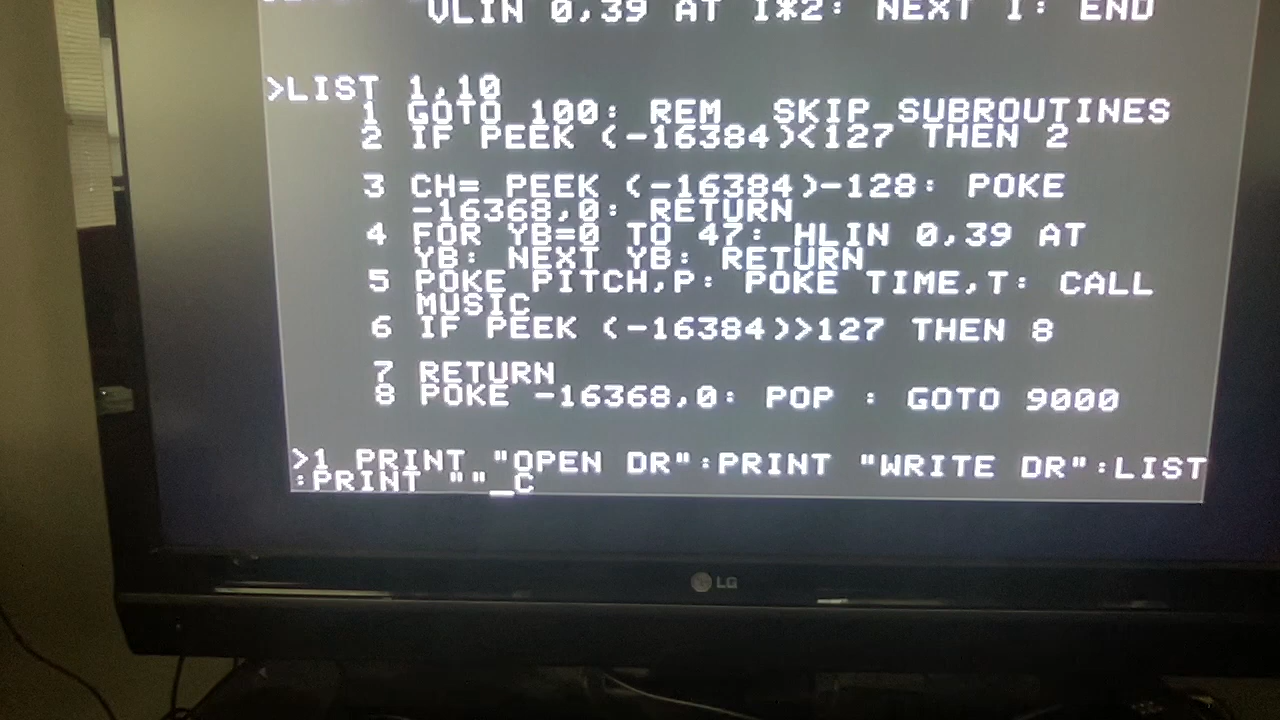 VLIN 0,39 AT I*2: NEXT I: END
>LIST 1,10
1 GOTO 100: REM  SKIP SUBROUTINES
2 IF PEEK (-16384)<127 THEN 2
3 CH= PEEK (-16384)-128: POKE
-16368,0: RETURN
4 FOR YB=0 TO 47: HLIN 0,39 AT
YB: NEXT YB: RETURN
5 POKE PITCH,P: POKE TIME,T: CALL
MUSIC
6 IF PEEK (-16384)>127 THEN 8
7 RETURN
8 POKE -16368,0: POP : GOTO 9000
>1 PRINT "OPEN DR":PRINT "WRITE DR":LIST
:PRINT ""_C
LG